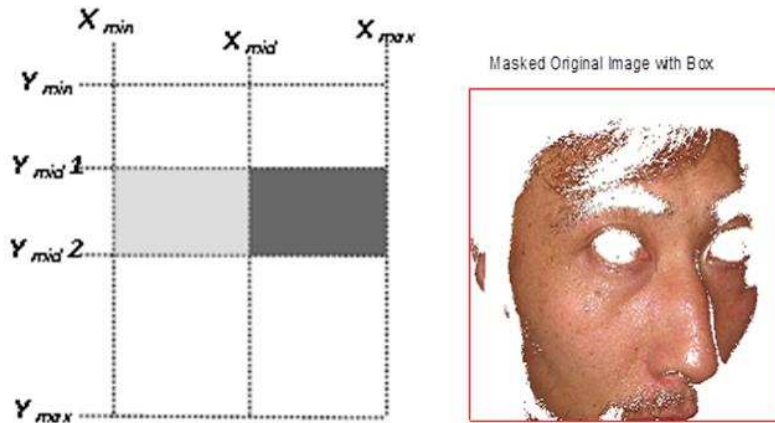 X min
X mid
X max
Y min
Y mid 1
Y mid 2
Y max
Masked Original Image with Box